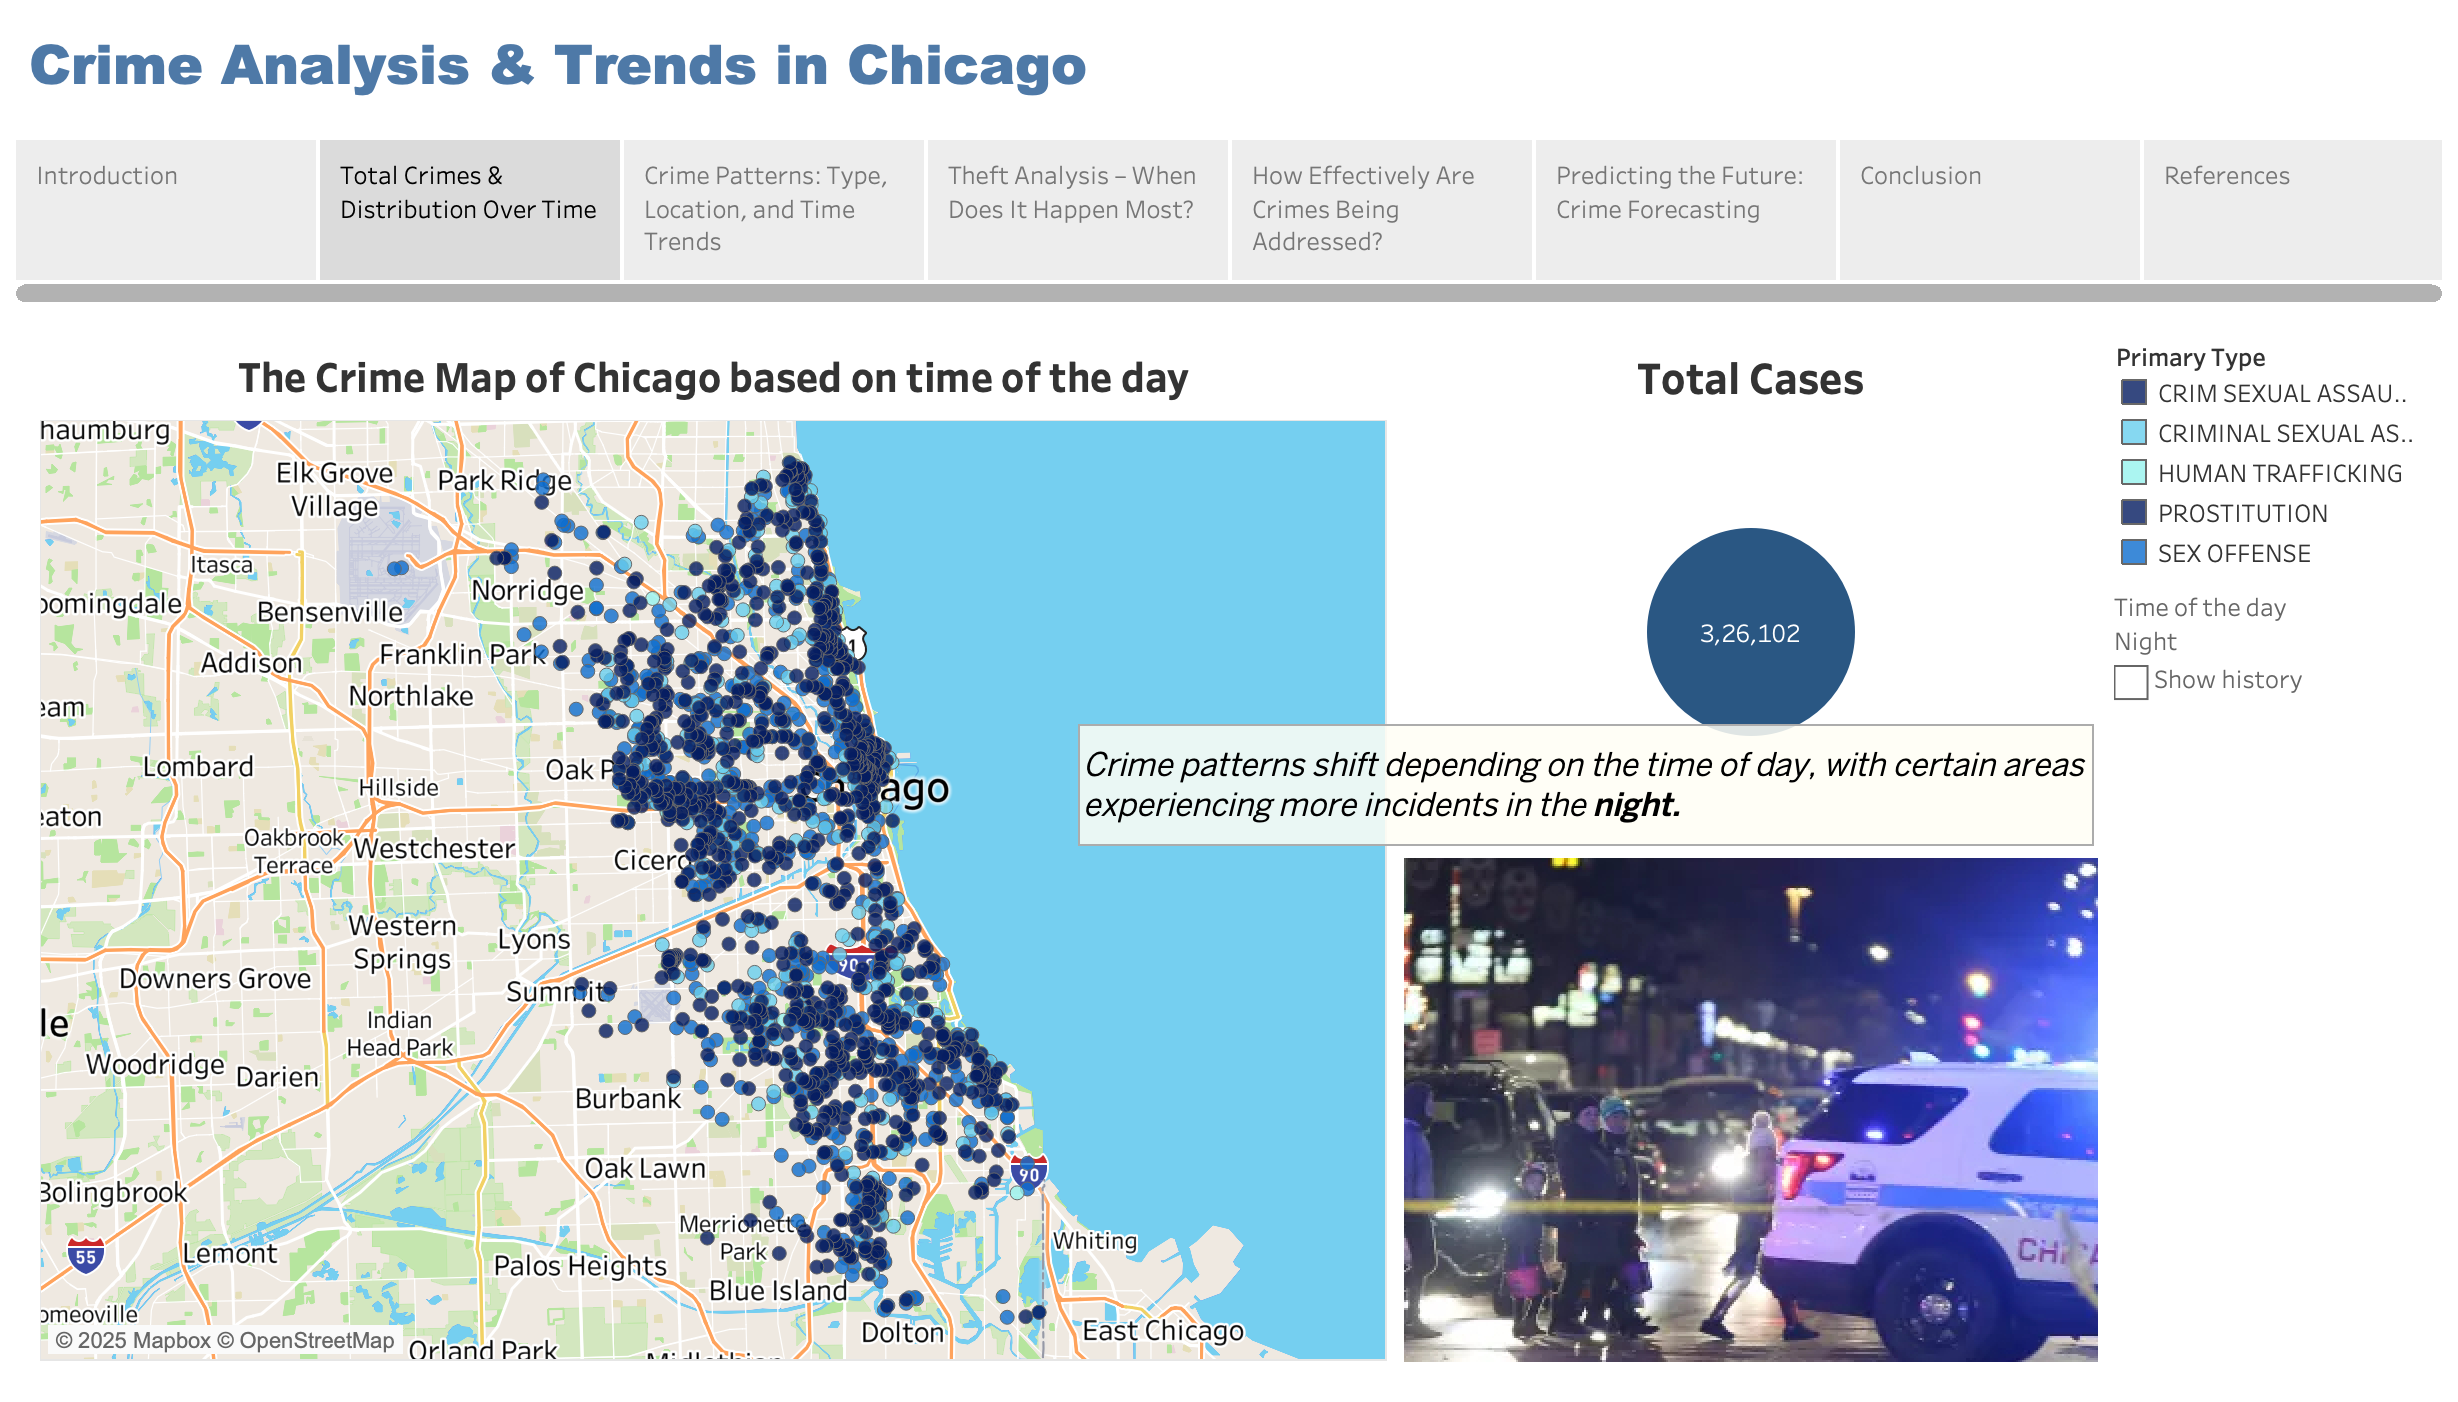 Crime Analysis & Trends in Chicago
Introduction
Total Crimes &
Distribution Over Time
Crime Patterns: Type,
Location, and Time
Trends
Theft Analysis – When
Does It Happen Most?
How Effectively Are
Crimes Being
Addressed?
Predicting the Future:
Crime Forecasting
Conclusion
References
The Crime Map of Chicago based on time of the day
haumburg
Elk Grove
Village
Park Ridge
Itasca
oomingdale
Bensenville
Norridge
Addison
Franklin Park
Northlake
eam
1
Lombard
Hillside
Oak P
ago
eaton
Oakbrook
Terrace
Westchester
Cicero
Western
Springs
Lyons
90
Downers Grove
Summit
le
Indian
Head Park
Woodridge
Darien
Burbank
Oak Lawn
90
Bolingbrook
Merrionette
Park
Whiting
55
Lemont
Palos Heights
Blue Island
omeoville
Dolton
East Chicago
© 2025 Mapbox © OpenStreetMap
Orland Park
Total Cases
3,26,102
Crime patterns shift depending on the time of day, with certain areas
experiencing more incidents in the night.
CHICA
Primary Type
CRIM SEXUAL ASSAU..
CRIMINAL SEXUAL AS..
HUMAN TRAFFICKING
PROSTITUTION
SEX OFFENSE
Time of the day
Night
Show history